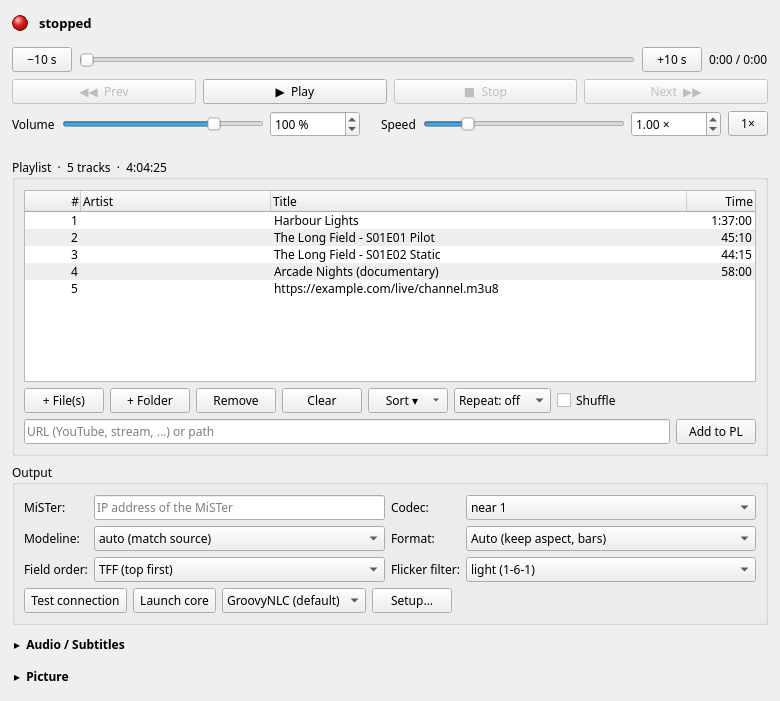 stopped
−10 s +10 s 0:00 / 0:00
◀◀ Prev ▶ Play ■ Stop Next ▶▶
Volume 100 % Speed 1.00 × 1×
Playlist · 5 tracks · 4:04:25
# Artist Title Time
1 Harbour Lights 1:37:00
2 The Long Field - S01E01 Pilot 45:10
3 The Long Field - S01E02 Static 44:15
4 Arcade Nights (documentary) 58:00
5 https://example.com/live/channel.m3u8
+ File(s) + Folder Remove Clear Sort ▾ Repeat: off Shuffle
URL (YouTube, stream, ...) or path Add to PL
Output
MiSTer: IP address of the MiSTer Codec: near 1
Modeline: auto (match source) Format: Auto (keep aspect, bars)
Field order: TFF (top first) Flicker filter: light (1-6-1)
Test connection Launch core GroovyNLC (default) Setup...
▸ Audio / Subtitles
▸ Picture